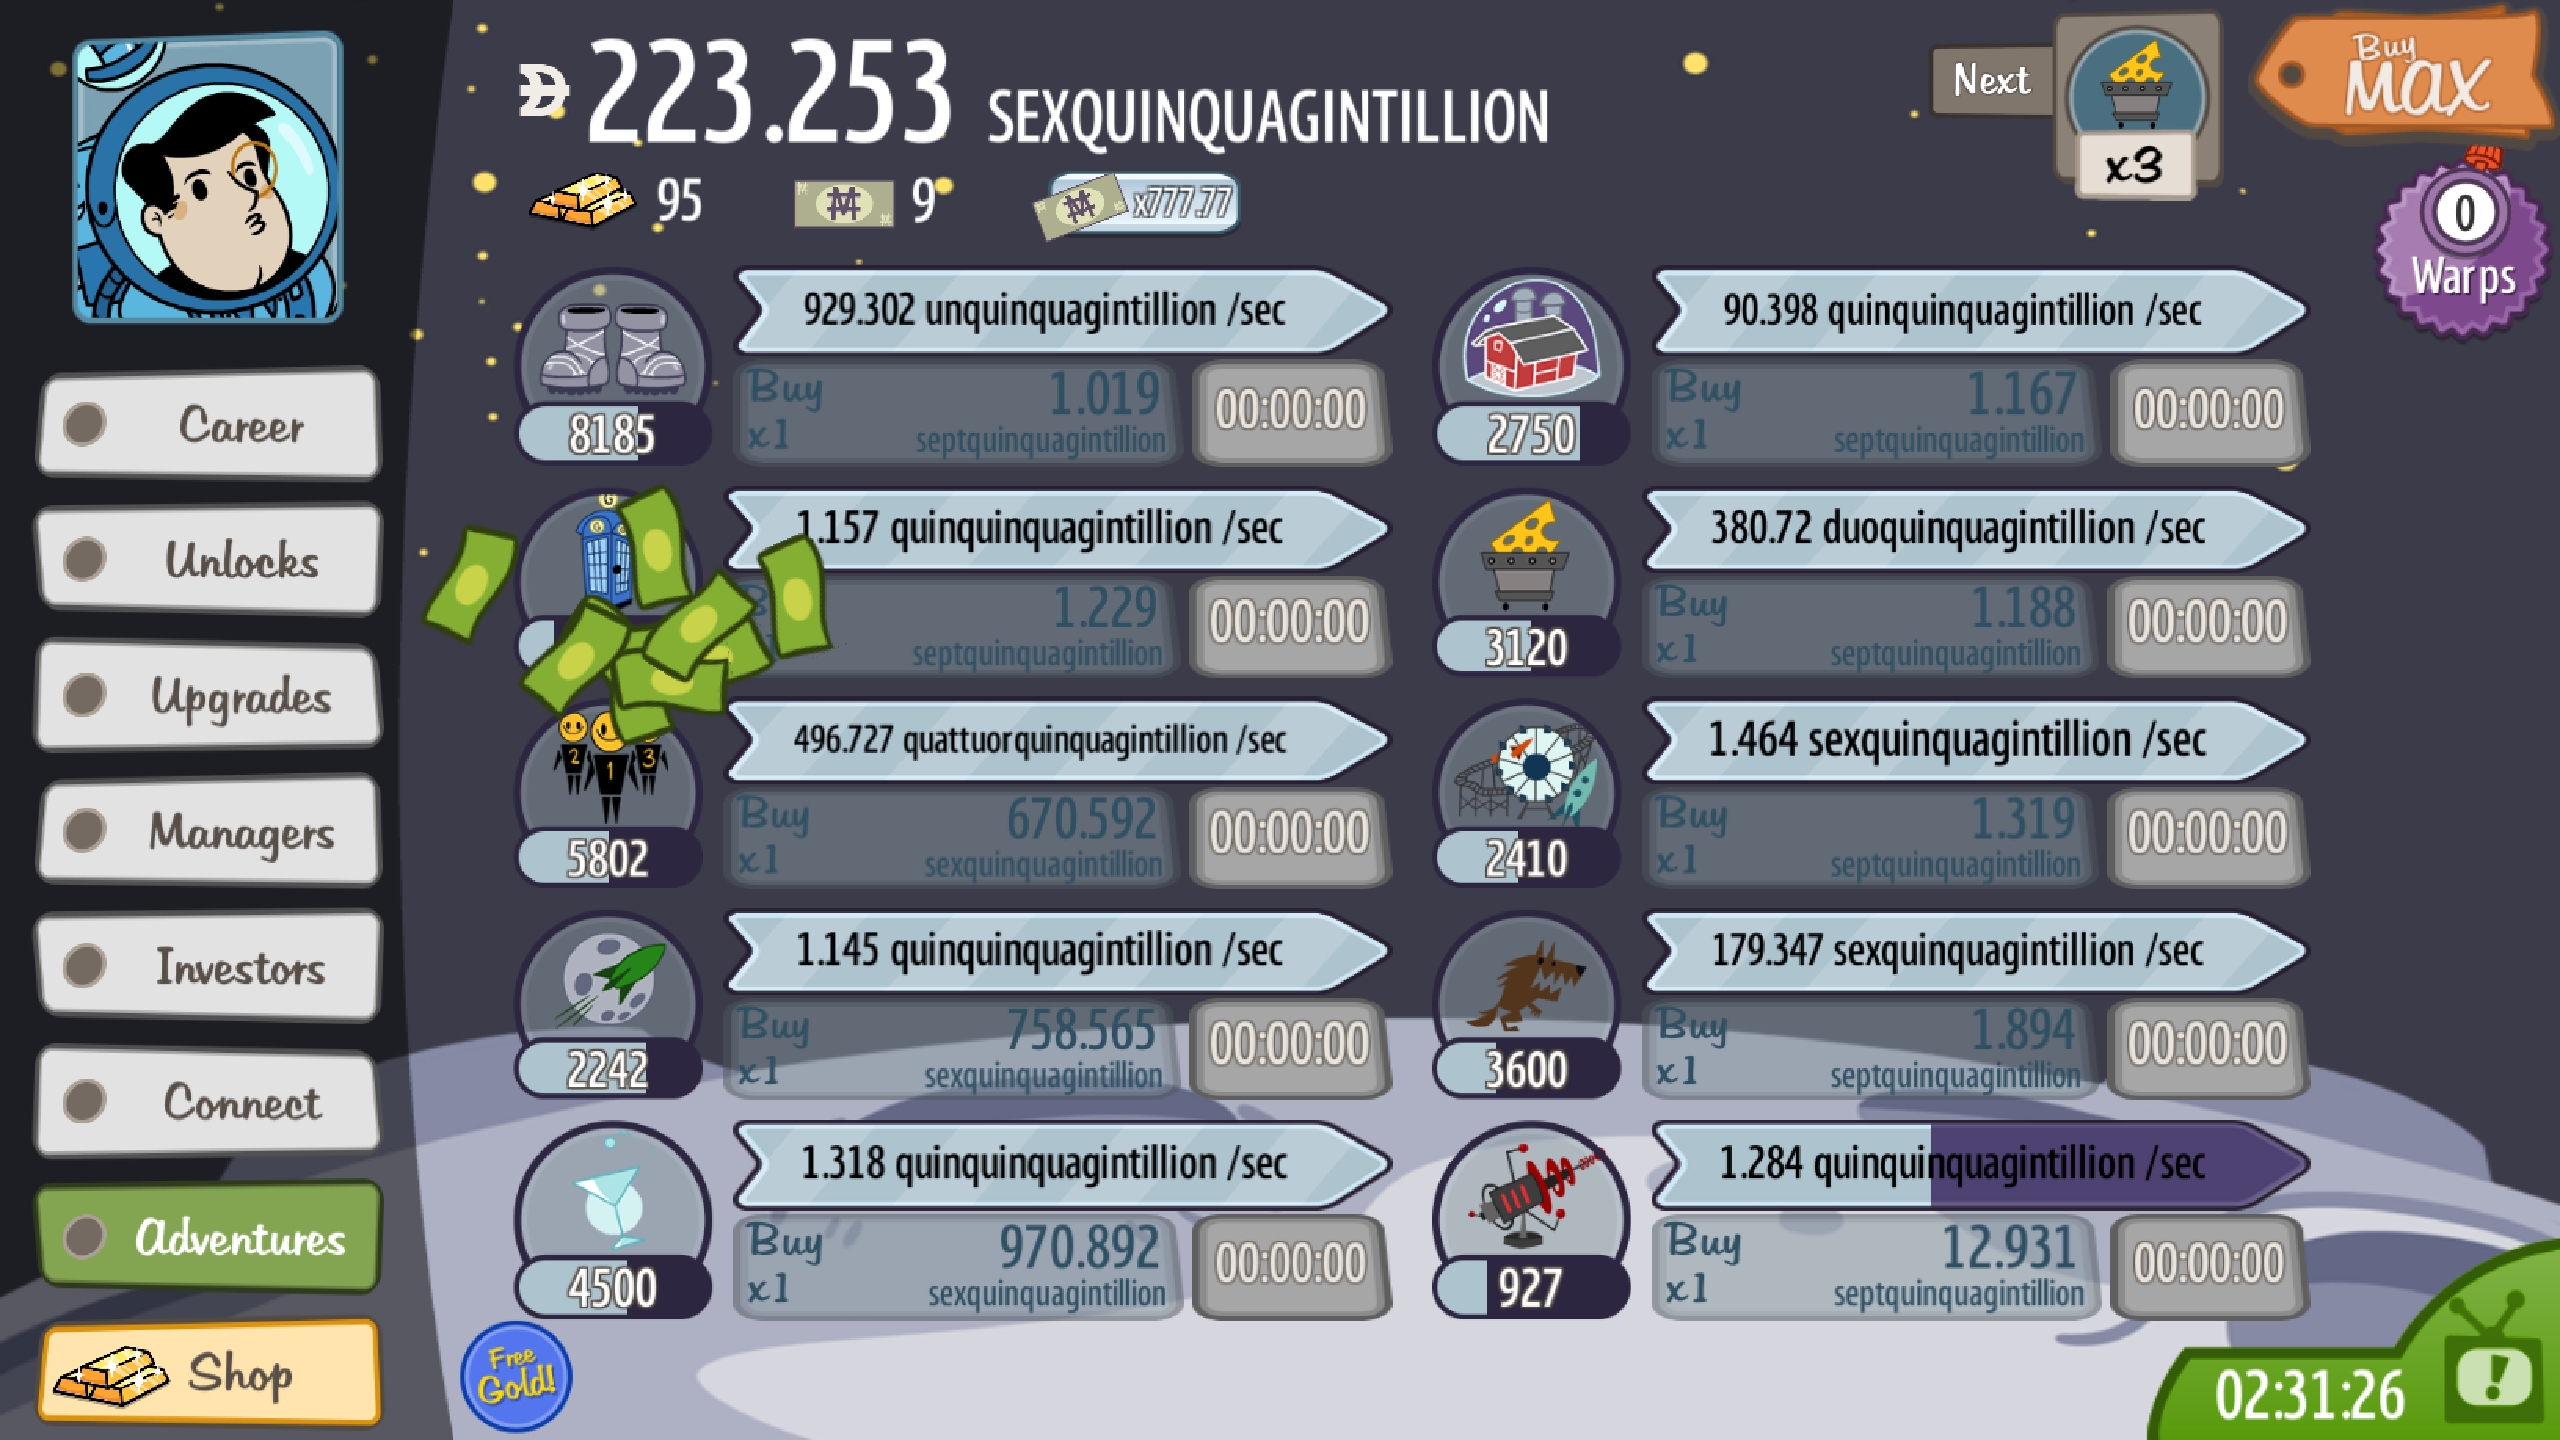 223.253 SEXQUINQUAGINTILLION
Next
x3
Buy
MAX
95
9
x777.77
0
Warps
Career
Unlocks
Upgrades
Managers
Investors
Connect
Adventures
Shop
929.302 unquinquagintillion /sec
8185
Buy
x1
1.019
septquinquagintillion
00:00:00
90.398 quinquinquagintillion /sec
2750
Buy
x1
1.167
septquinquagintillion
00:00:00
G
1.157 quinquinquagintillion /sec
1.229
septquinquagintillion
00:00:00
380.72 duoquinquagintillion /sec
3120
Buy
x1
1.188
septquinquagintillion
00:00:00
2 1 3
496.727 quattuorquinquagintillion /sec
5802
Buy
x1
670.592
sexquinquagintillion
00:00:00
1.464 sexquinquagintillion /sec
2410
Buy
x1
1.319
septquinquagintillion
00:00:00
1.145 quinquinquagintillion /sec
2242
Buy
x1
758.565
sexquinquagintillion
00:00:00
179.347 sexquinquagintillion /sec
3600
Buy
x1
1.894
septquinquagintillion
00:00:00
1.318 quinquinquagintillion /sec
4500
Buy
x1
970.892
sexquinquagintillion
00:00:00
1.284 quinquinquagintillion /sec
927
Buy
x1
12.931
septquinquagintillion
00:00:00
Free
Gold!
02:31:26
!